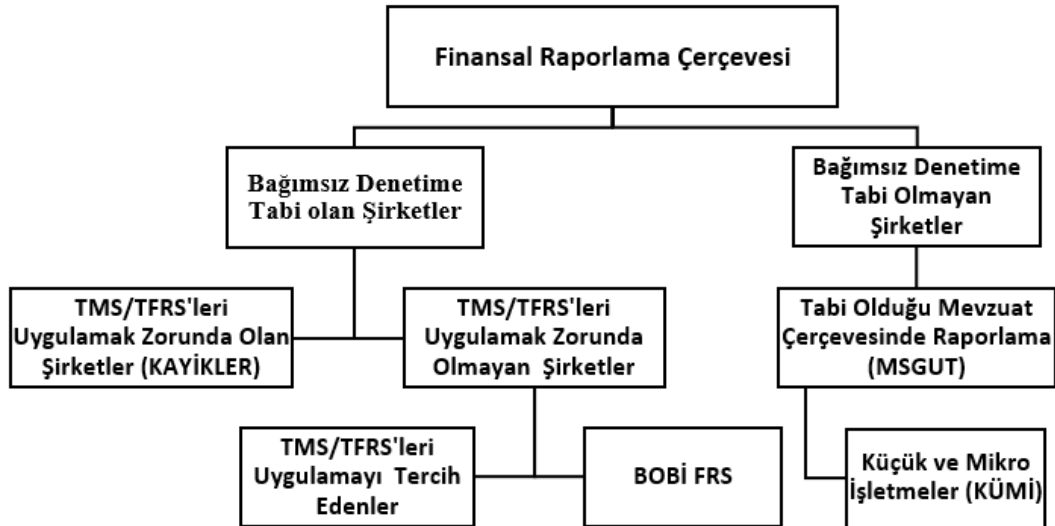 Finansal Raporlama Çerçevesi
Bağımsız Denetime
Tabi olan Şirketler
Bağımsız Denetime
Tabi Olmayan
Şirketler
TMS/TFRS'leri
Uygulamak Zorunda Olan
Şirketler (KAYİKLER)
TMS/TFRS'leri
Uygulamak Zorunda
Olmayan Şirketler
Tabi Olduğu Mevzuat
Çerçevesinde Raporlama
(MSGUT)
TMS/TFRS'leri
Uygulamayı Tercih
Edenler
BOBİ FRS
Küçük ve Mikro
İşletmeler (KÜMİ)